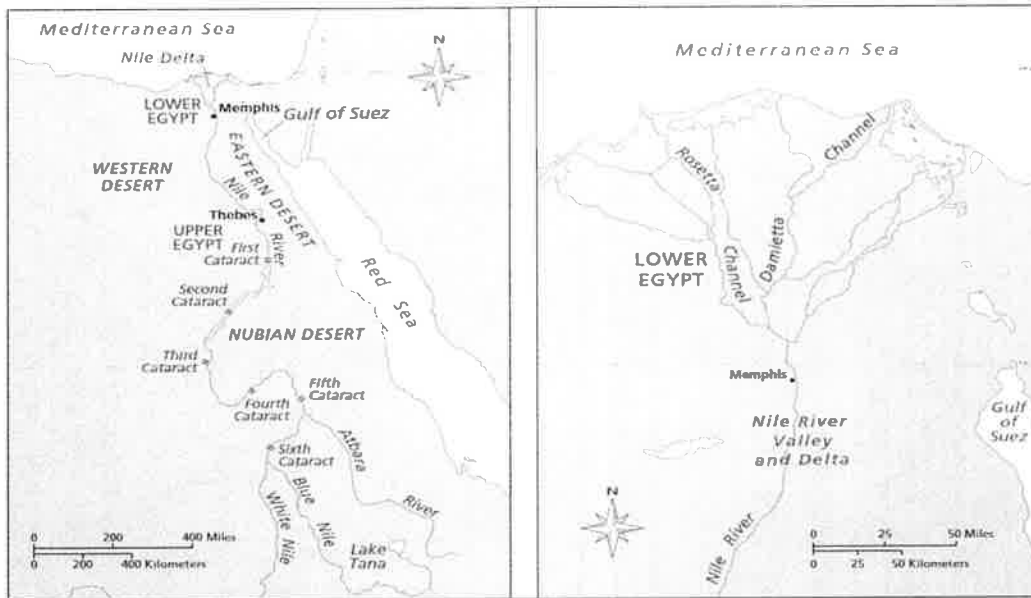 Mediterranean Sea
Nile Delta
N
LOWER
EGYPT
Memphis
Gulf of Suez
WESTERN
DESERT
EASTERN DESERT
Nile
River
Thebes
UPPER
EGYPT
First
Cataract
Second
Cataract
Red Sea
NUBIAN DESERT
Third
Cataract
Fourth
Cataract
Fifth
Cataract
Atbara
River
Sixth
Cataract
Blue Nile
White Nile
Lake
Tana
0 200 400 Miles
0 200 400 Kilometers
Mediterranean Sea
Rosetta
Channel
Damietta
Channel
LOWER
EGYPT
Memphis
Nile River
Valley
and Delta
Gulf
of
Suez
N
Nile River
0 25 50 Miles
0 25 50 Kilometers